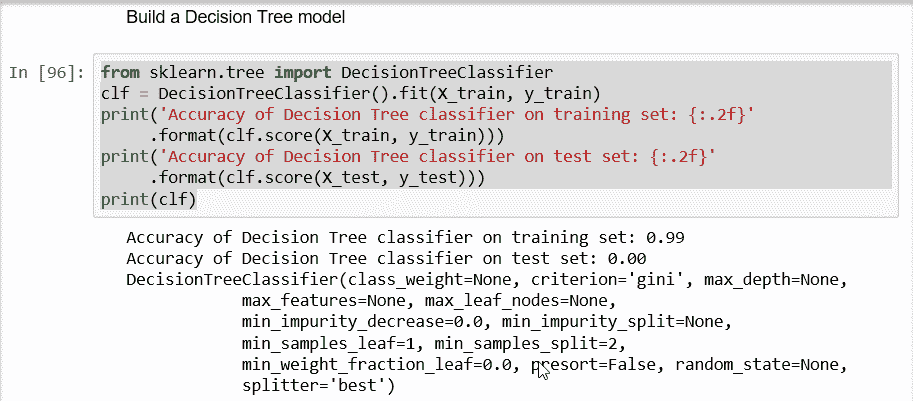 Build a Decision Tree model
In [96]: from sklearn.tree import DecisionTreeClassifier
clf = DecisionTreeClassifier().fit(X_train, y_train)
print('Accuracy of Decision Tree classifier on training set: {:.2f}'
     .format(clf.score(X_train, y_train)))
print('Accuracy of Decision Tree classifier on test set: {:.2f}'
     .format(clf.score(X_test, y_test)))
print(clf)
Accuracy of Decision Tree classifier on training set: 0.99
Accuracy of Decision Tree classifier on test set: 0.00
DecisionTreeClassifier(class_weight=None, criterion='gini', max_depth=None,
            max_features=None, max_leaf_nodes=None,
            min_impurity_decrease=0.0, min_impurity_split=None,
            min_samples_leaf=1, min_samples_split=2,
            min_weight_fraction_leaf=0.0, presort=False, random_state=None,
            splitter='best')